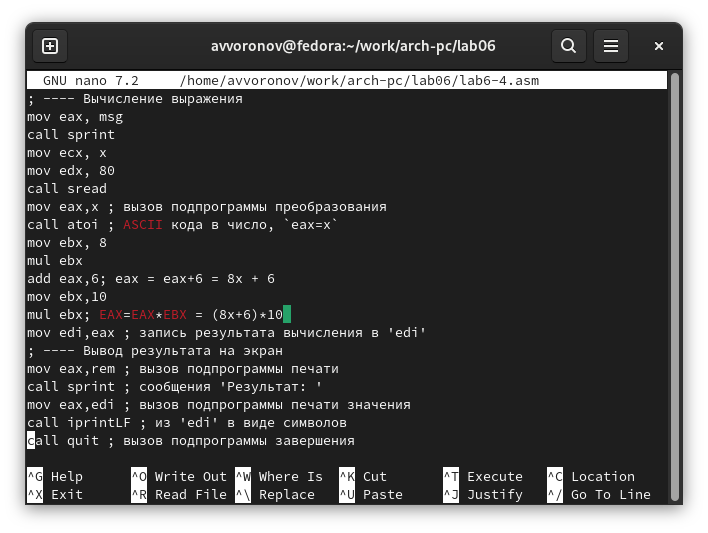 avvoronov@fedora:~/work/arch-pc/lab06
GNU nano 7.2 /home/avvoronov/work/arch-pc/lab06/lab6-4.asm
; ---- Вычисление выражения
mov eax, msg
call sprint
mov ecx, x
mov edx, 80
call sread
mov eax,x ; вызов подпрограммы преобразования
call atoi ; ASCII кода в число, `eax=x`
mov ebx, 8
mul ebx
add eax,6; eax = eax+6 = 8x + 6
mov ebx,10
mul ebx; EAX=EAX*EBX = (8x+6)*10
mov edi,eax ; запись результата вычисления в 'edi'
; ---- Вывод результата на экран
mov eax,rem ; вызов подпрограммы печати
call sprint ; сообщения 'Результат: '
mov eax,edi ; вызов подпрограммы печати значения
call iprintLF ; из 'edi' в виде символов
call quit ; вызов подпрограммы завершения
^G Help ^O Write Out ^W Where Is ^K Cut ^T Execute ^C Location
^X Exit ^R Read File ^\ Replace ^U Paste ^J Justify ^/ Go To Line